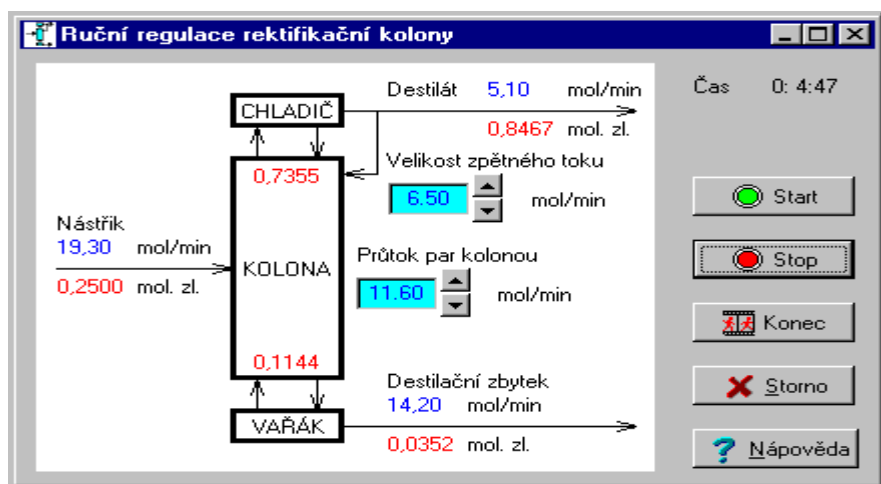 Ruční regulace rektifikační kolony
Destilát 5,10 mol/min
0,8467 mol. zl.
CHLADIČ
Velikost zpětného toku
6.50 mol/min
0,7355
Nástřik
19,30 mol/min
0,2500 mol. zl.
KOLONA
Průtok par kolonou
11.60 mol/min
0,1144
VAŘÁK
Destilační zbytek
14,20 mol/min
0,0352 mol. zl.
Čas 0: 4:47
Start
Stop
Konec
Storno
Nápověda